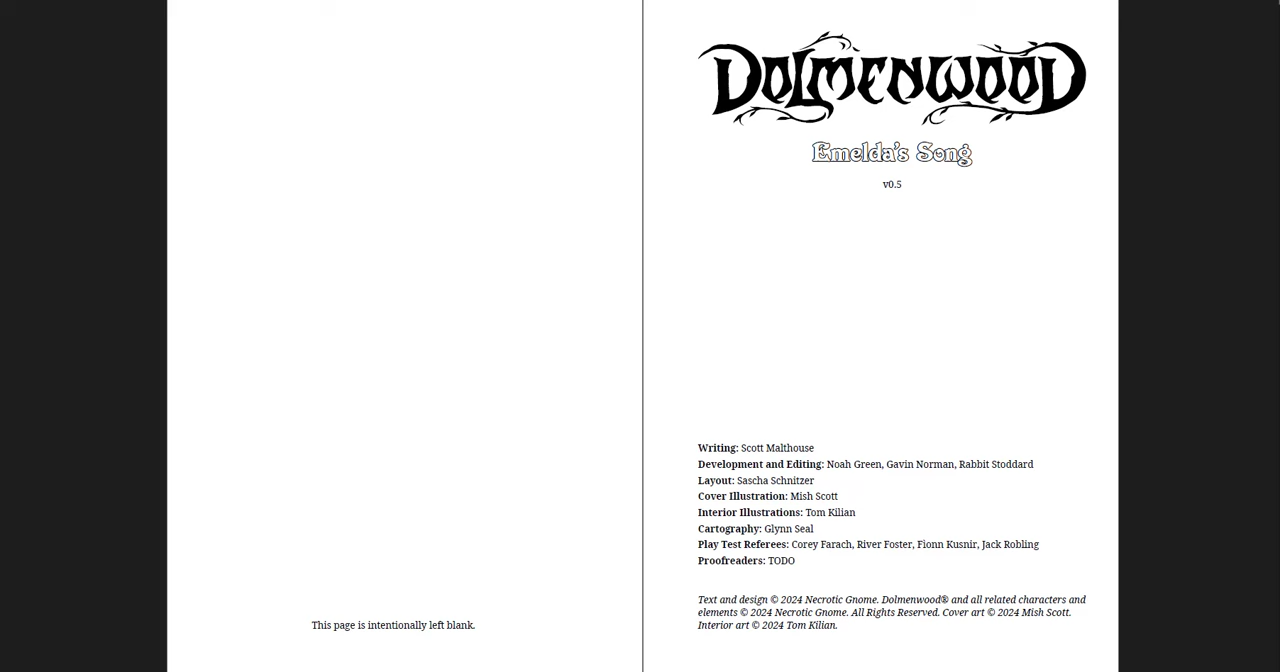 This page is intentionally left blank.
DOLMENWOOD
Emelda's Song
v0.5
Writing: Scott Malthouse
Development and Editing: Noah Green, Gavin Norman, Rabbit Stoddard
Layout: Sascha Schnitzer
Cover Illustration: Mish Scott
Interior Illustrations: Tom Kilian
Cartography: Glynn Seal
Play Test Referees: Corey Farach, River Foster, Fionn Kusnir, Jack Robling
Proofreaders: TODO
Text and design © 2024 Necrotic Gnome. Dolmenwood® and all related characters and
elements © 2024 Necrotic Gnome. All Rights Reserved. Cover art © 2024 Mish Scott.
Interior art © 2024 Tom Kilian.